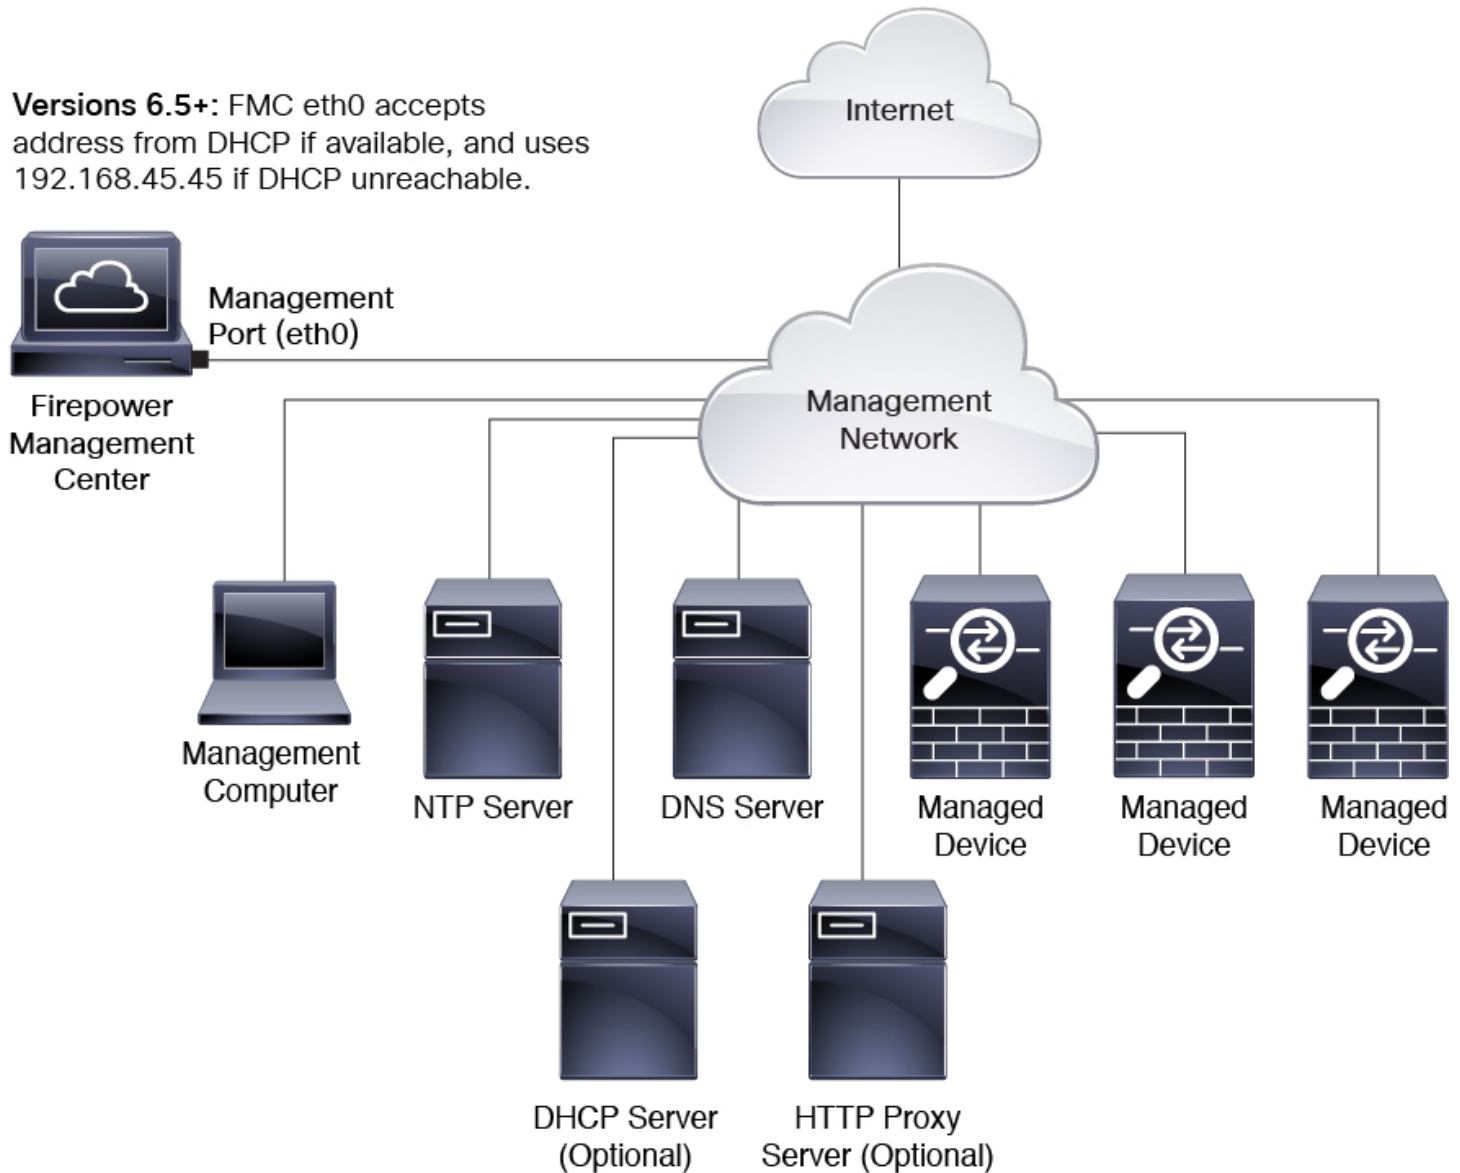 Internet
Versions 6.5+: FMC eth0 accepts
address from DHCP if available, and uses
192.168.45.45 if DHCP unreachable.
Management
Port (eth0)
Firepower
Management
Center
Management
Network
Management
Computer
NTP Server
DNS Server
Managed
Device
Managed
Device
Managed
Device
DHCP Server
(Optional)
HTTP Proxy
Server (Optional)